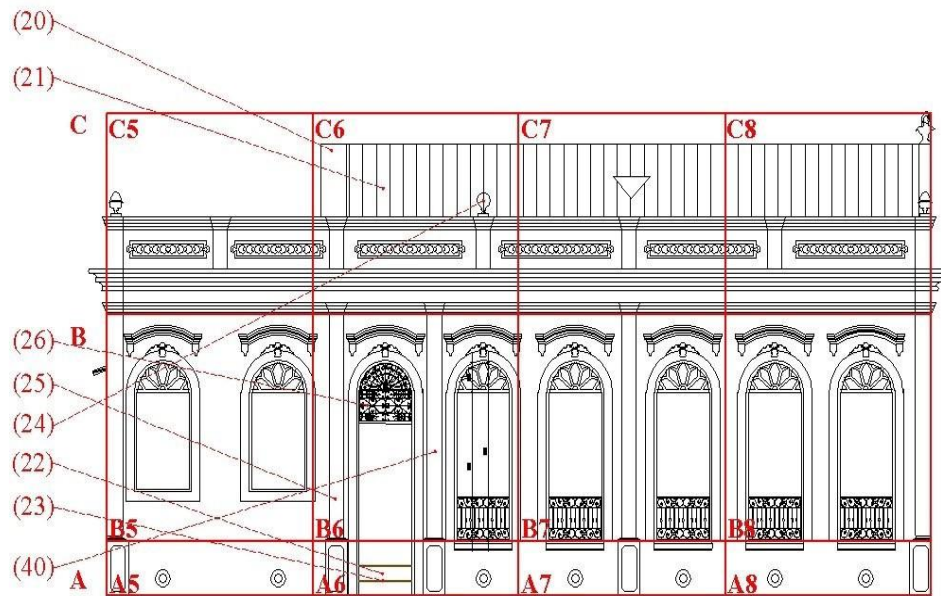 (20)
(21)
C C5 C6 C7 C8
B
(26)
(25)
(24)
(22)
(23)
B5 B6 B7 B8
(40)
A A5 A6 A7 A8